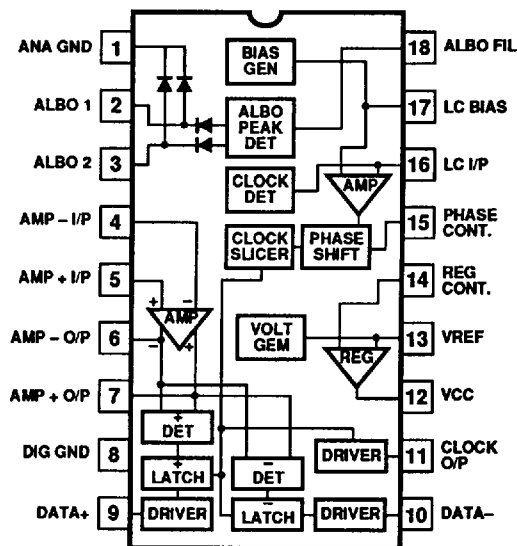 ANA GND 1
ALBO 1 2
ALBO 2 3
AMP – I/P 4
AMP + I/P 5
AMP – O/P 6
AMP + O/P 7
DIG GND 8
DATA+ 9
18 ALBO FIL
17 LC BIAS
16 LC I/P
15 PHASE
CONT.
14 REG
CONT.
13 VREF
12 VCC
11 CLOCK
O/P
10 DATA–
BIAS
GEN
ALBO
PEAK
DET
CLOCK
DET
AMP
CLOCK
SLICER
PHASE
SHIFT
+ –
AMP
– +
VOLT
GEM
REG
+
DET
+
LATCH
DRIVER
–
DET
–
LATCH
DRIVER
DRIVER